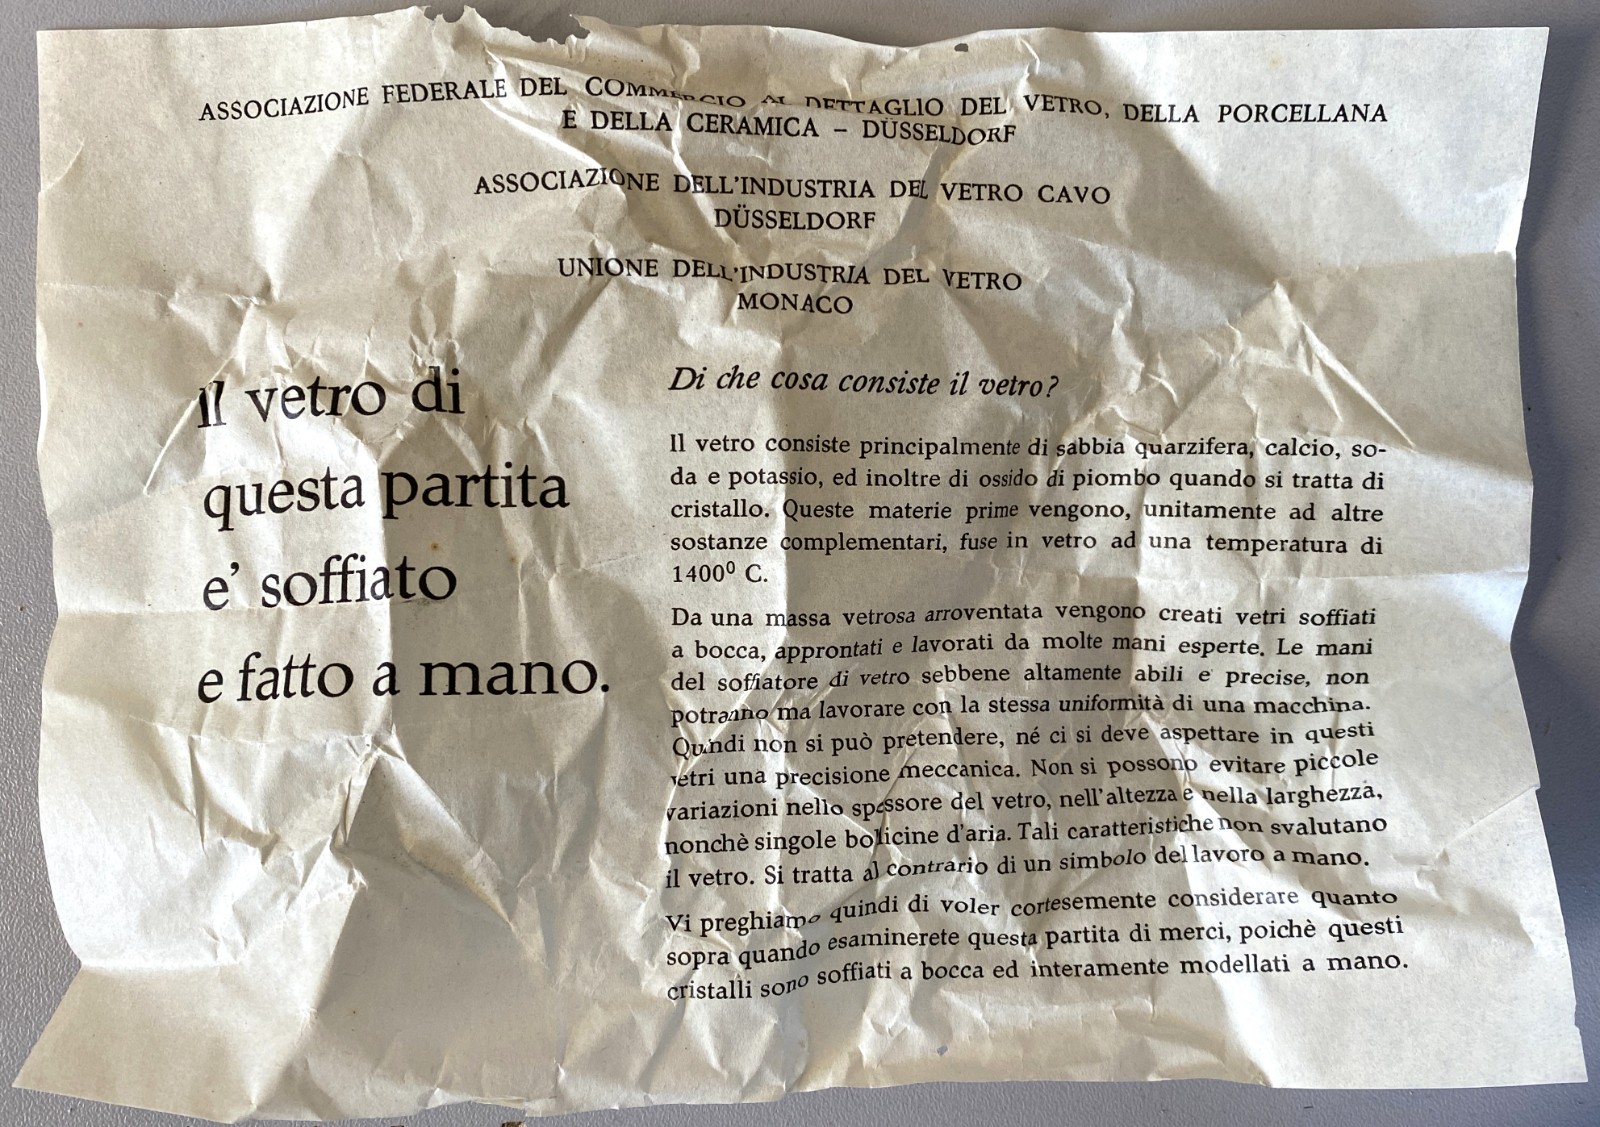 ASSOCIAZIONE FEDERALE DEL COMMERCIO AL DETTAGLIO DEL VETRO, DELLA PORCELLANA
E DELLA CERAMICA – DÜSSELDORF
ASSOCIAZIONE DELL'INDUSTRIA DEL VETRO CAVO
DÜSSELDORF
UNIONE DELL'INDUSTRIA DEL VETRO
MONACO
Il vetro di
questa partita
e' soffiato
e fatto a mano.
Di che cosa consiste il vetro?
Il vetro consiste principalmente di sabbia quarzifera, calcio, so-
da e potassio, ed inoltre di ossido di piombo quando si tratta di
cristallo. Queste materie prime vengono, unitamente ad altre
sostanze complementari, fuse in vetro ad una temperatura di
1400⁰ C.
Da una massa vetrosa arroventata vengono creati vetri soffiati
a bocca, approntati e lavorati da molte mani esperte. Le mani
del soffiatore di vetro sebbene altamente abili e precise, non
potranno ma lavorare con la stessa uniformità di una macchina.
Quindi non si può pretendere, né ci si deve aspettare in questi
vetri una precisione meccanica. Non si possono evitare piccole
variazioni nello spessore del vetro, nell'altezza e nella larghezza,
nonchè singole bolicine d'aria. Tali caratteristiche non svalutano
il vetro. Si tratta al contrario di un simbolo del lavoro a mano.
Vi preghiamo quindi di voler cortesemente considerare quanto
sopra quando esaminerete questa partita di merci, poichè questi
cristalli sono soffiati a bocca ed interamente modellati a mano.